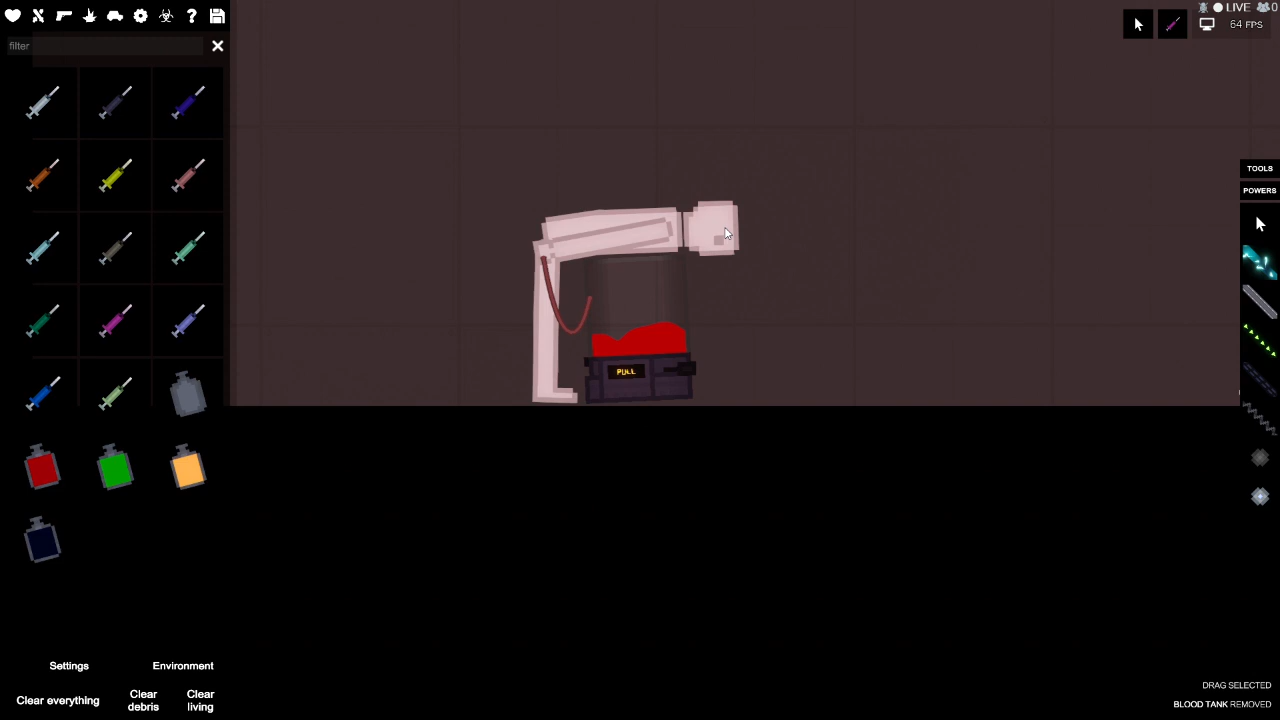 LIVE 0
64 FPS
filter
TOOLS
POWERS
PULL
Settings
Environment
Clear everything
Clear debris
Clear living
DRAG SELECTED
BLOOD TANK REMOVED